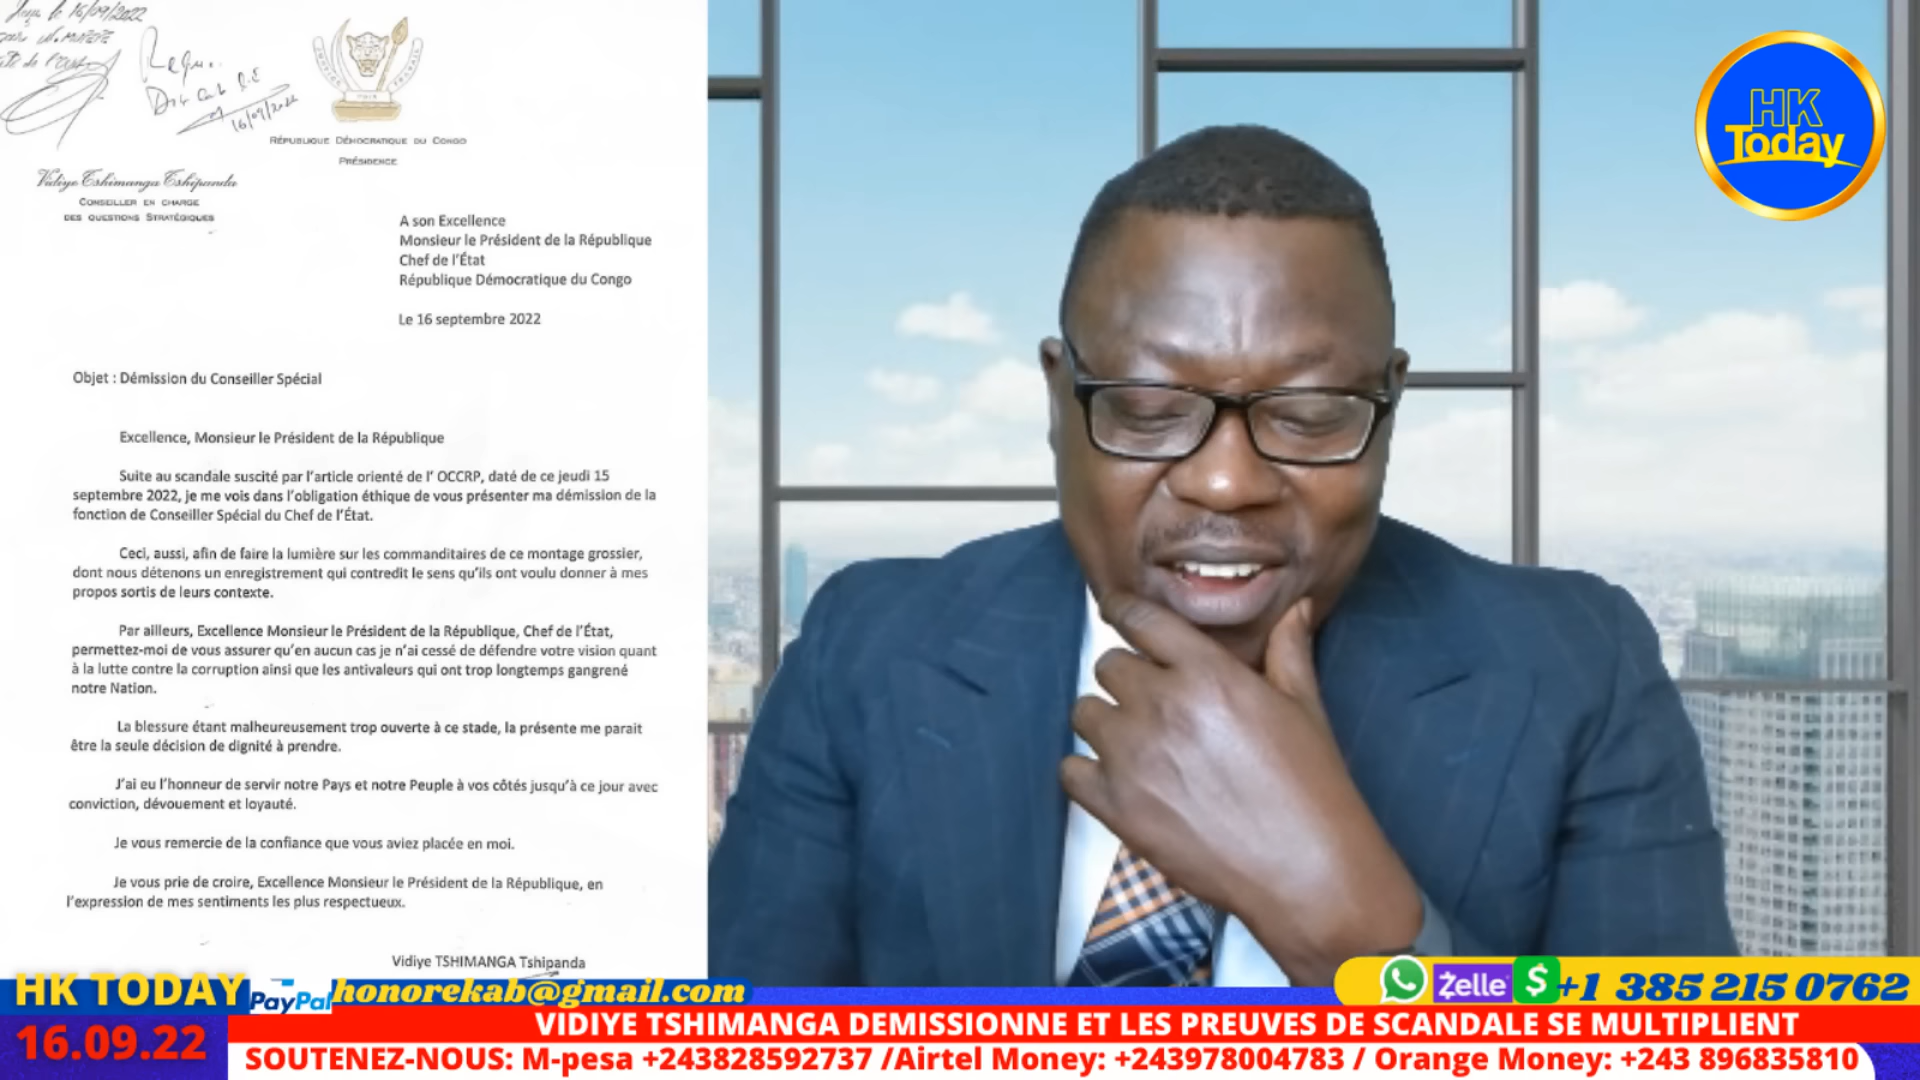 Reçu le 16/09/2022
16/09/2022
RÉPUBLIQUE DÉMOCRATIQUE DU CONGO
PRÉSIDENCE
Vidiye Tshimanga Tshipanda
CONSEILLER EN CHARGE
DES QUESTIONS STRATÉGIQUES
A son Excellence
Monsieur le Président de la République
Chef de l'État
République Démocratique du Congo
Le 16 septembre 2022
Objet : Démission du Conseiller Spécial
Excellence, Monsieur le Président de la République
Suite au scandale suscité par l'article orienté de l' OCCRP, daté de ce jeudi 15
septembre 2022, je me vois dans l'obligation éthique de vous présenter ma démission de la
fonction de Conseiller Spécial du Chef de l'État.
Ceci, aussi, afin de faire la lumière sur les commanditaires de ce montage grossier,
dont nous détenons un enregistrement qui contredit le sens qu'ils ont voulu donner à mes
propos sortis de leurs contexte.
Par ailleurs, Excellence Monsieur le Président de la République, Chef de l'État,
permettez-moi de vous assurer qu'en aucun cas je n'ai cessé de défendre votre vision quant
à la lutte contre la corruption ainsi que les antivaleurs qui ont trop longtemps gangrené
notre Nation.
La blessure étant malheureusement trop ouverte à ce stade, la présente me parait
être la seule décision de dignité à prendre.
J'ai eu l'honneur de servir notre Pays et notre Peuple à vos côtés jusqu'à ce jour avec
conviction, dévouement et loyauté.
Je vous remercie de la confiance que vous aviez placée en moi.
Je vous prie de croire, Excellence Monsieur le Président de la République, en
l'expression de mes sentiments les plus respectueux.
Vidiye TSHIMANGA Tshipanda
HK
Today
HK TODAY
PayPal honorekab@gmail.com
Zelle $ +1 385 215 0762
16.09.22
VIDIYE TSHIMANGA DEMISSIONNE ET LES PREUVES DE SCANDALE SE MULTIPLIENT
SOUTENEZ-NOUS: M-pesa +243828592737 /Airtel Money: +243978004783 / Orange Money: +243 896835810